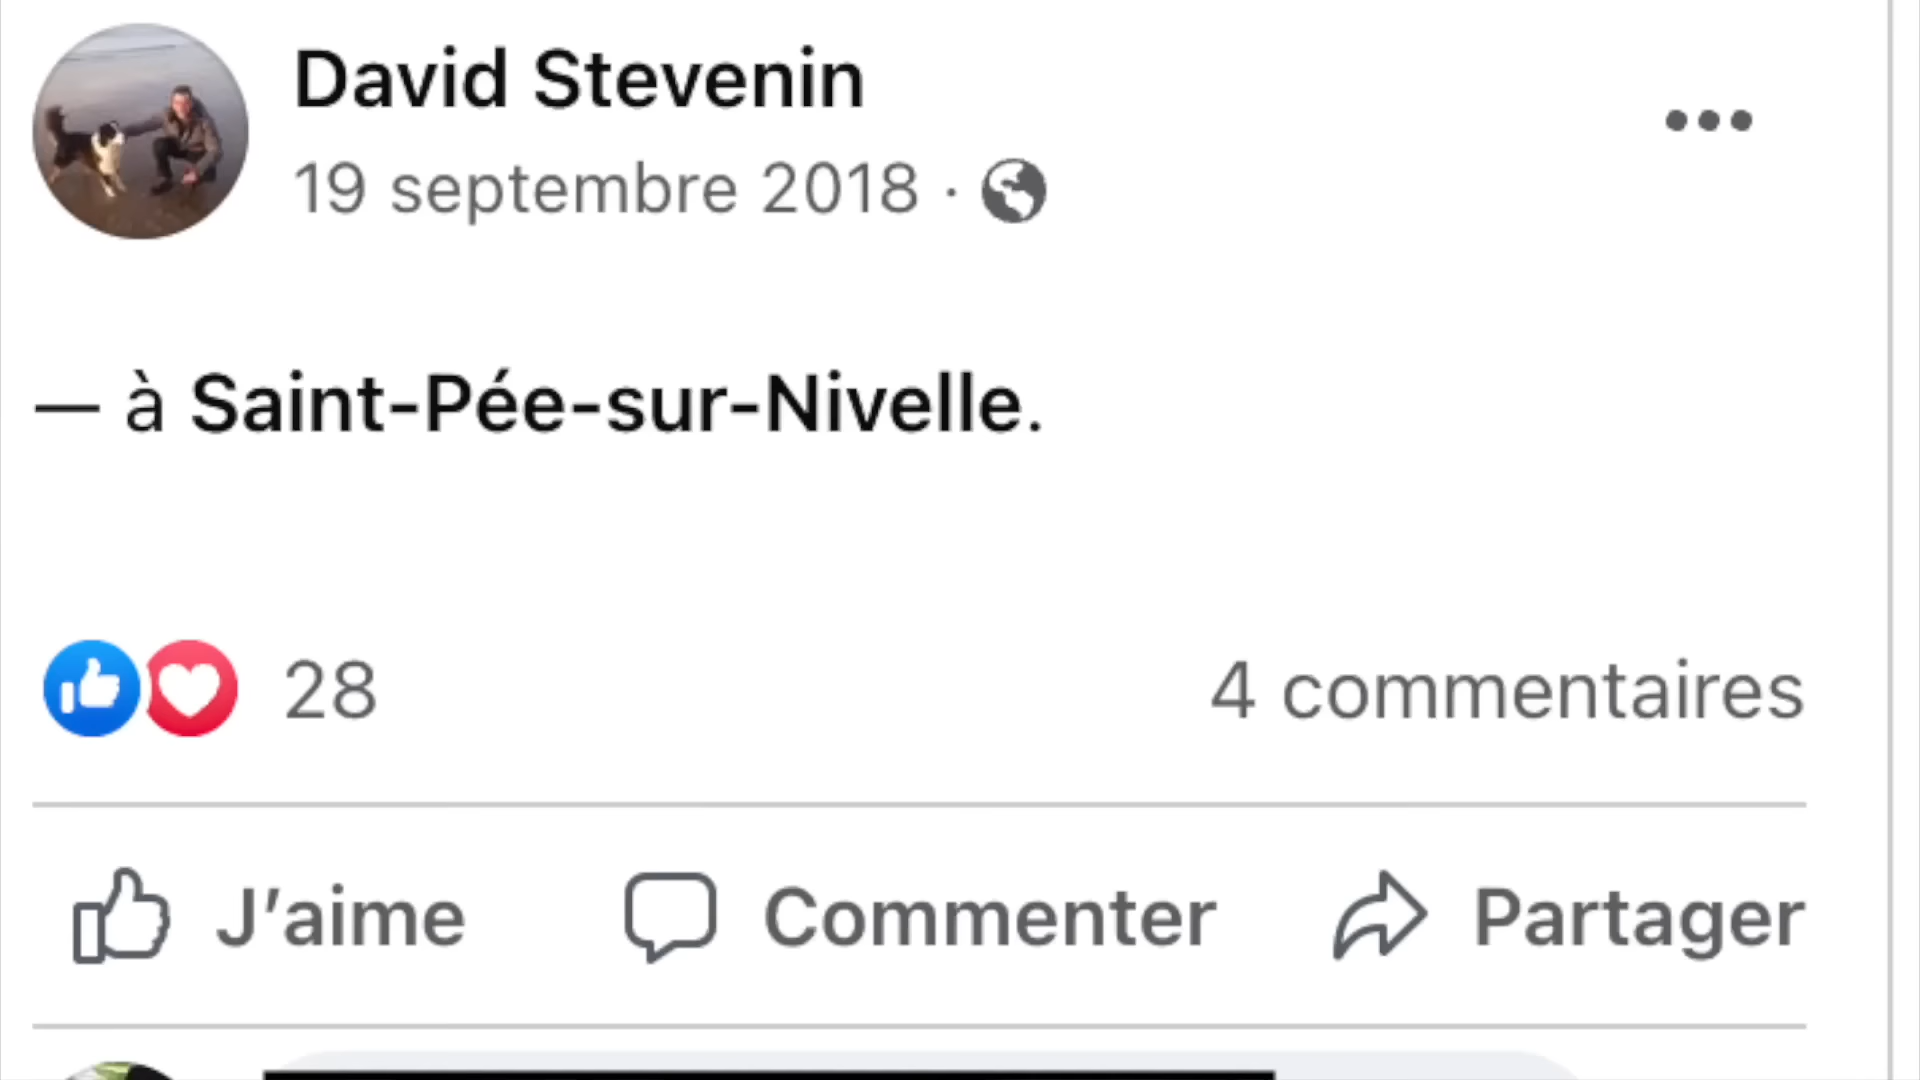 David Stevenin
19 septembre 2018 ·
— à Saint-Pée-sur-Nivelle.
28
4 commentaires
J’aime
Commenter
Partager